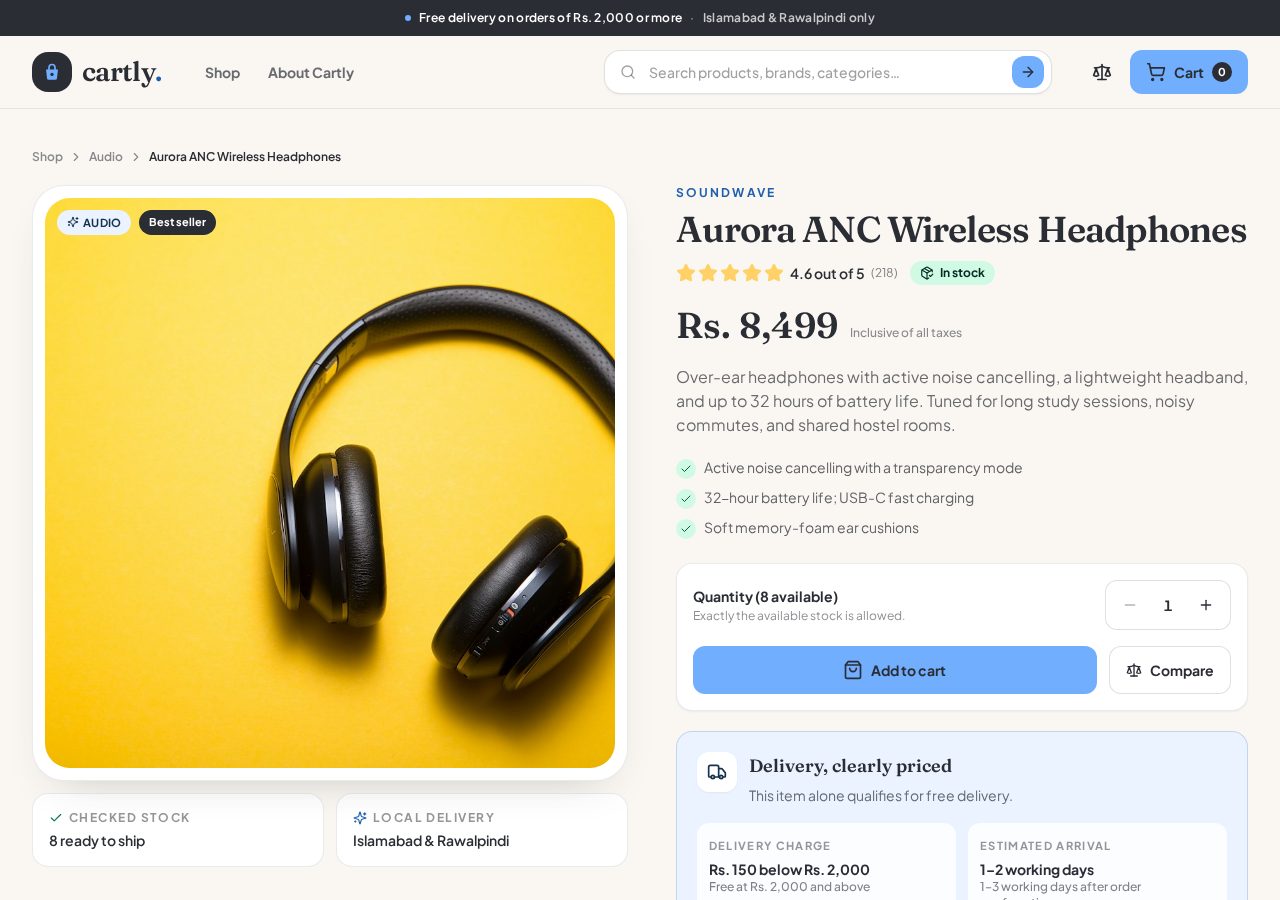 Free delivery on orders of Rs. 2,000 or more · Islamabad & Rawalpindi only
cartly.
Shop
About Cartly
Search products, brands, categories…
Cart 0
Shop > Audio > Aurora ANC Wireless Headphones
AUDIO
Bestseller
SOUNDWAVE
Aurora ANC Wireless Headphones
4.6 out of 5 (218)
In stock
Rs. 8,499 Inclusive of all taxes
Over-ear headphones with active noise cancelling, a lightweight headband,
and up to 32 hours of battery life. Tuned for long study sessions, noisy
commutes, and shared hostel rooms.
Active noise cancelling with a transparency mode
32-hour battery life; USB-C fast charging
Soft memory-foam ear cushions
Quantity (8 available)
Exactly the available stock is allowed.
1
Add to cart
Compare
Delivery, clearly priced
This item alone qualifies for free delivery.
DELIVERY CHARGE
Rs. 150 below Rs. 2,000
Free at Rs. 2,000 and above
ESTIMATED ARRIVAL
1–2 working days
1–3 working days after order
CHECKED STOCK
8 ready to ship
LOCAL DELIVERY
Islamabad & Rawalpindi